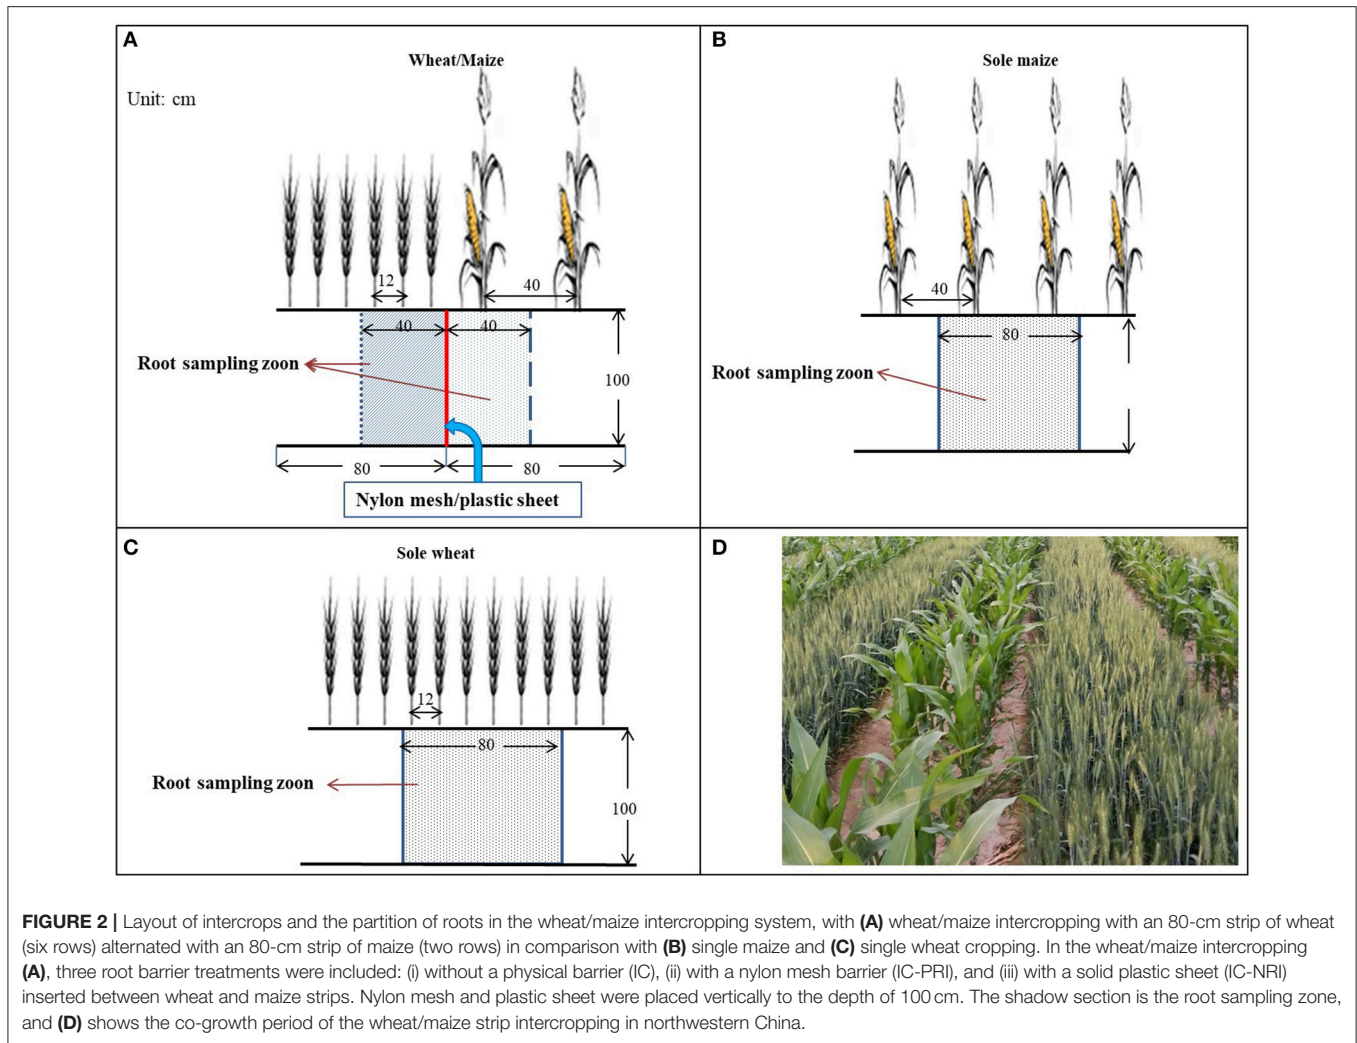 A
Wheat/Maize
Unit: cm
12
40
40
40
Root sampling zoon
100
80
80
Nylon mesh/plastic sheet
B
Sole maize
40
80
Root sampling zoon
C
Sole wheat
12
80
Root sampling zoon
100
D
FIGURE 2 | Layout of intercrops and the partition of roots in the wheat/maize intercropping system, with (A) wheat/maize intercropping with an 80-cm strip of wheat
(six rows) alternated with an 80-cm strip of maize (two rows) in comparison with (B) single maize and (C) single wheat cropping. In the wheat/maize intercropping
(A), three root barrier treatments were included: (i) without a physical barrier (IC), (ii) with a nylon mesh barrier (IC-PRI), and (iii) with a solid plastic sheet (IC-NRI)
inserted between wheat and maize strips. Nylon mesh and plastic sheet were placed vertically to the depth of 100 cm. The shadow section is the root sampling zone,
and (D) shows the co-growth period of the wheat/maize strip intercropping in northwestern China.